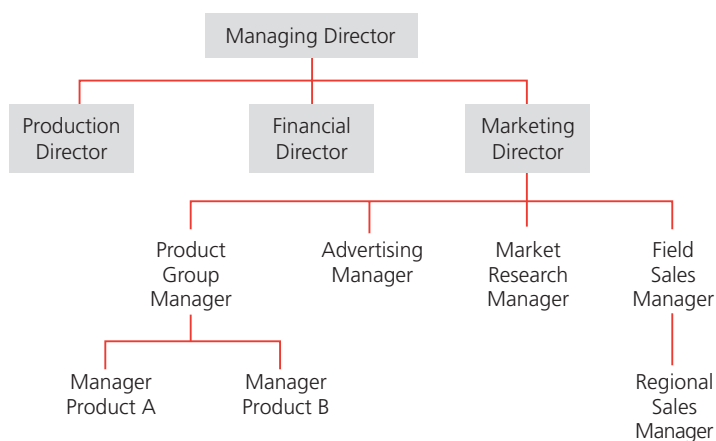 Managing Director
Production
Director
Financial
Director
Marketing
Director
Product
Group
Manager
Advertising
Manager
Market
Research
Manager
Field
Sales
Manager
Manager
Product A
Manager
Product B
Regional
Sales
Manager